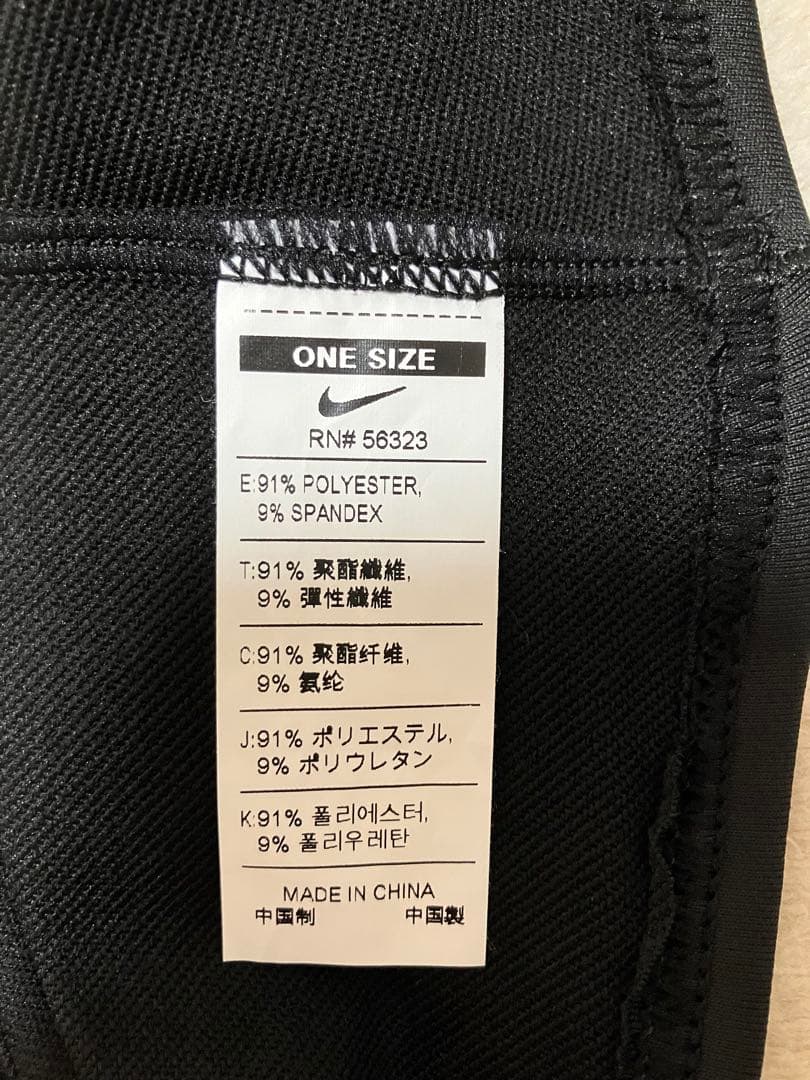 ONE SIZE
RN# 56323
E:91% POLYESTER,
9% SPANDEX
T:91% 聚酯纖維,
9% 彈性纖維
C:91% 聚酯纤维,
9% 氨纶
J:91% ポリエステル,
9% ポリウレタン
K:91% 폴리에스터,
9% 폴리우레탄
MADE IN CHINA
中国制 中国製